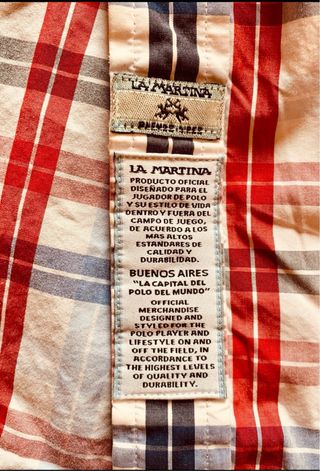 LA MARTINA
LA MARTINA
BUENOS AIRES
LA MARTINA
PRODUCTO OFICIAL
DISEÑADO PARA EL
JUGADOR DE POLO
Y SU ESTILO DE VIDA
DENTRO Y FUERA DEL
CAMPO DE JUEGO,
DE ACUERDO A LOS
MAS ALTOS
ESTANDARES DE
CALIDAD Y
DURABILIDAD.
BUENOS AIRES
"LA CAPITAL DEL
POLO DEL MUNDO"
OFFICIAL
MERCHANDISE
DESIGNED AND
STYLED FOR THE
POLO PLAYER AND
LIFESTYLE ON AND
OFF THE FIELD, IN
ACCORDANCE TO
THE HIGHEST LEVELS
OF QUALITY AND
DURABILITY.